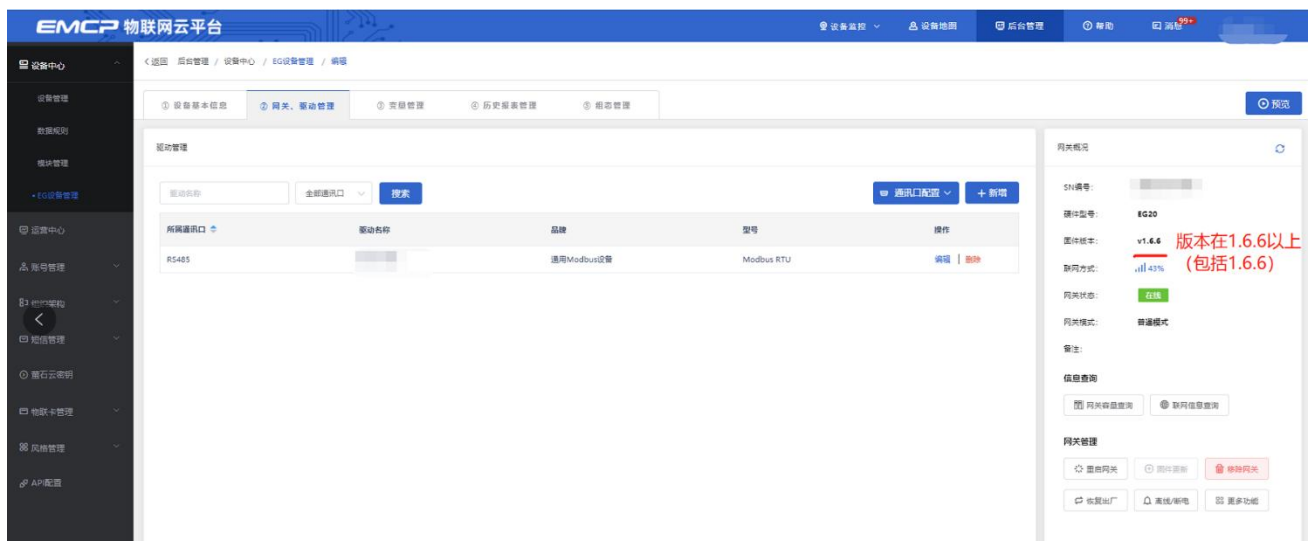 EMCP 物联网云平台
设备监控 设备地图 后台管理 帮助 消息 99+
设备中心
设备管理
数据规则
模块管理
•EG设备管理
运营中心
账号管理
短信管理
萤石云密钥
物联卡管理
风格管理
API配置
<返回 后台管理 / 设备中心 / EG设备管理 / 编辑
① 设备基本信息 ② 网关、驱动管理 ③ 变量管理 ④ 历史报表管理 ⑤ 组态管理
预览
驱动管理
驱动名称 全部通讯口 搜索 通讯口配置 +新增
所属通讯口 驱动名称 品牌 型号 操作
RS485 通用Modbus设备 Modbus RTU 编辑 | 删除
网关概况
SN编号:
硬件型号: EG20
固件版本: v1.6.6
版本在1.6.6以上
(包括1.6.6)
联网方式: 43%
网关状态: 在线
网关模式: 普通模式
备注:
信息查询
网关容量查询 联网信息查询
网关管理
重启网关 固件更新 移除网关
恢复出厂 离线/断电 更多功能